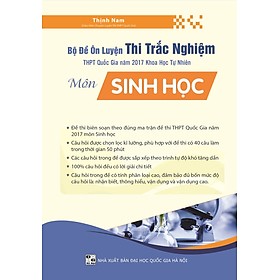 Thịnh Nam
Bộ Đề Ôn Luyện Thi Trắc Nghiệm
THPT Quốc Gia năm 2017 Khoa Học Tự Nhiên
Môn SINH HỌC
• Đề thi biên soạn theo đúng ma trận đề thi THPT Quốc Gia năm
2017 môn Sinh học
• Câu hỏi được chọn lọc kĩ lưỡng, phù hợp với đề thi có 40 câu làm
trong thời gian 50 phút
• Các câu hỏi trong đề được sắp xếp theo trình tự độ khó tăng dần
• 100% câu hỏi đều có lời giải chi tiết
• Câu hỏi trong đề có tính phân loại cao, đảm bảo đủ bốn mức độ
câu hỏi là: nhận biết, thông hiểu, vận dụng và vận dụng cao.
NHÀ XUẤT BẢN ĐẠI HỌC QUỐC GIA HÀ NỘI